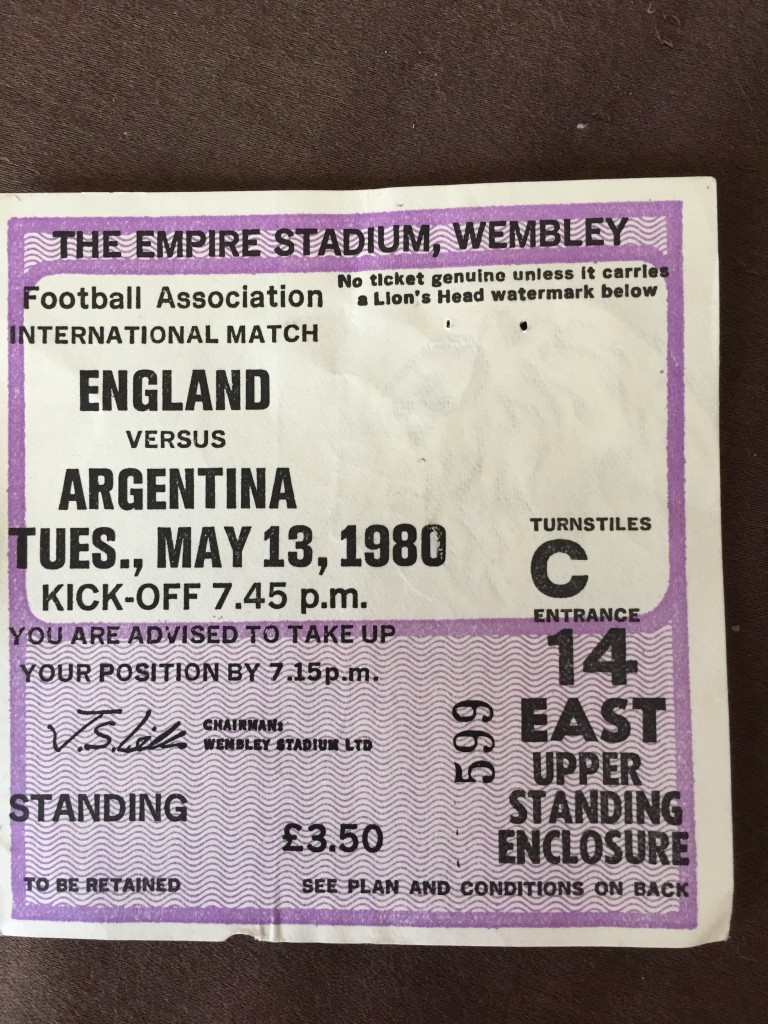 THE EMPIRE STADIUM, WEMBLEY
Football Association
No ticket genuine unless it carries
a Lion's Head watermark below
INTERNATIONAL MATCH
ENGLAND
VERSUS
ARGENTINA
TUES., MAY 13, 1980
KICK-OFF 7.45 p.m.
TURNSTILES
C
ENTRANCE
14
EAST
UPPER
STANDING
ENCLOSURE
YOU ARE ADVISED TO TAKE UP
YOUR POSITION BY 7.15p.m.
CHAIRMAN:
WEMBLEY STADIUM LTD
599
STANDING
£3.50
TO BE RETAINED
SEE PLAN AND CONDITIONS ON BACK